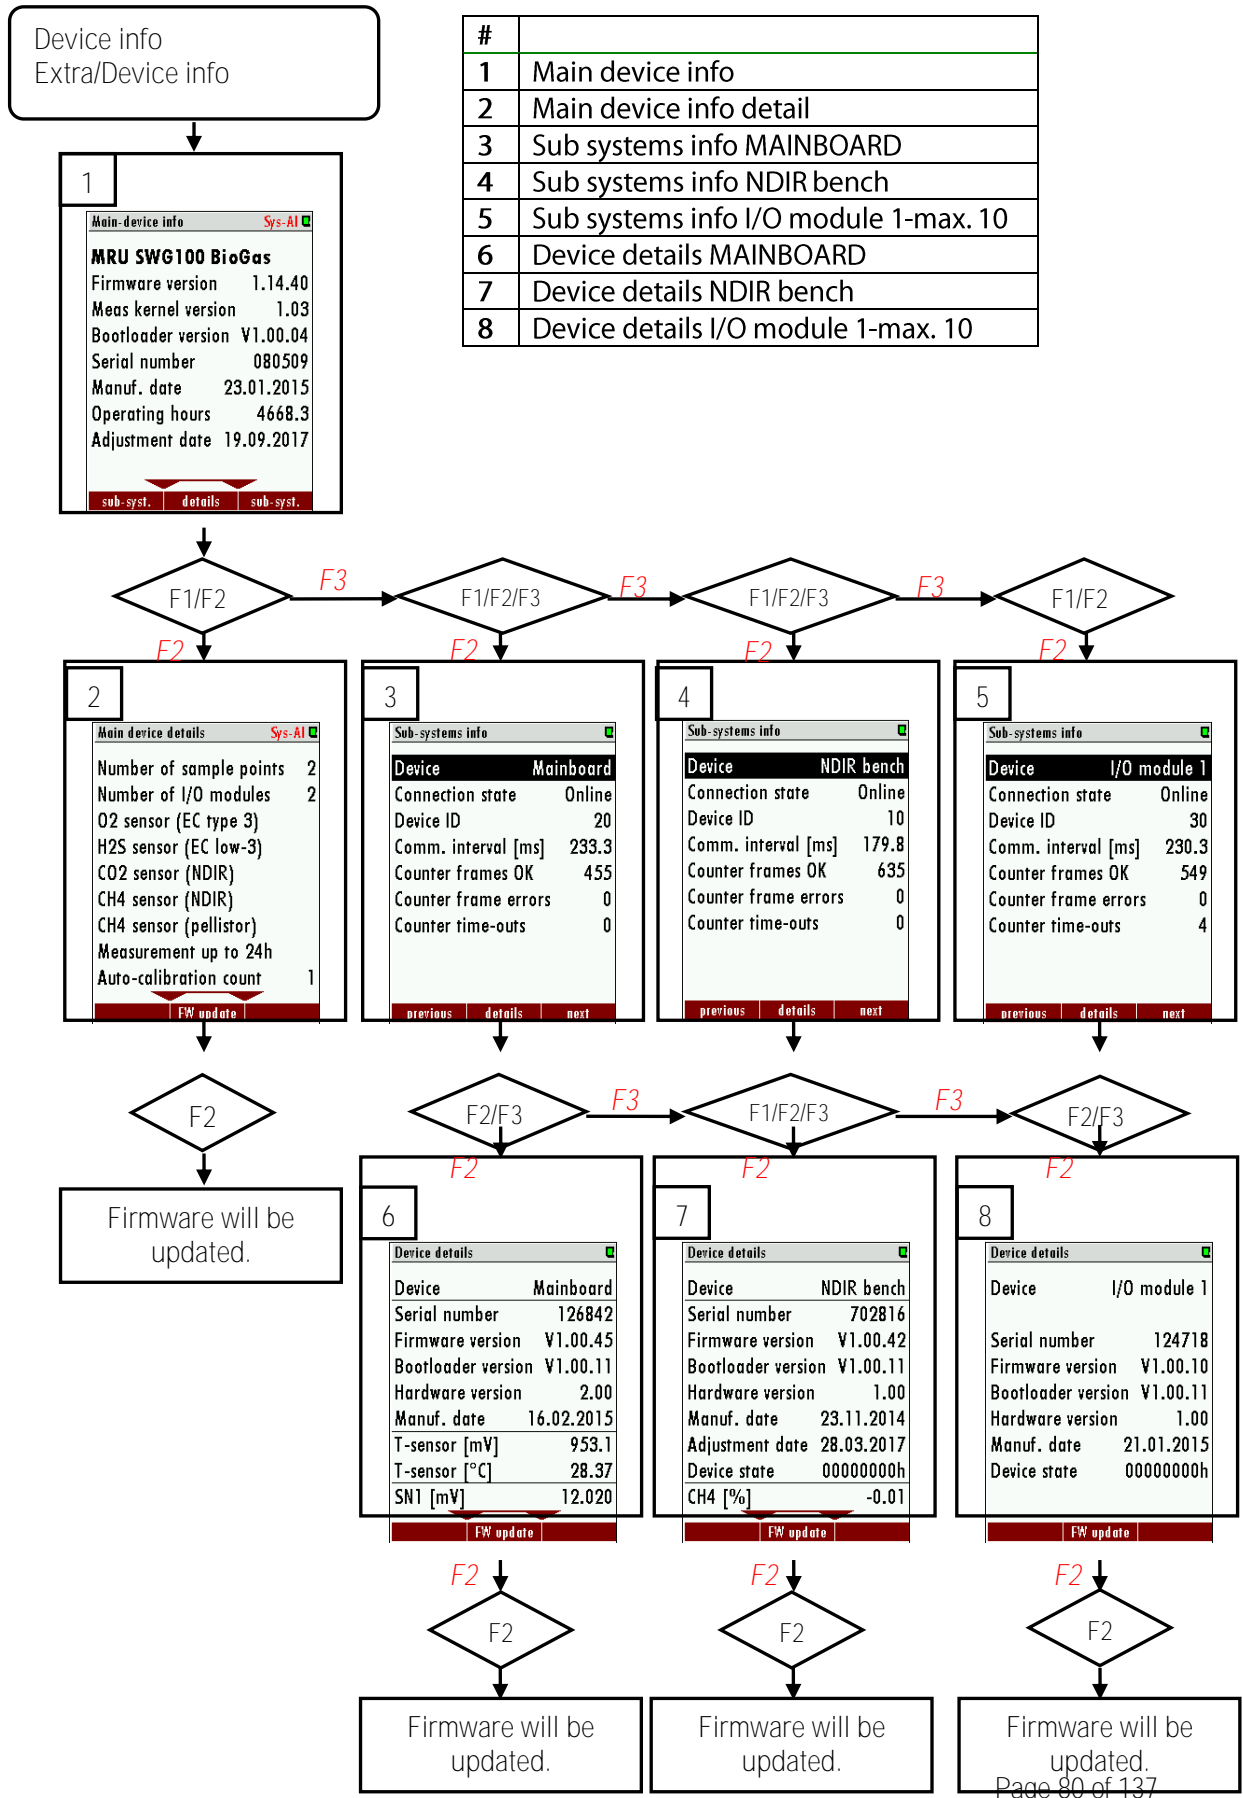 Device info
Extra/Device info
#
1 Main device info
2 Main device info detail
3 Sub systems info MAINBOARD
4 Sub systems info NDIR bench
5 Sub systems info I/O module 1-max. 10
6 Device details MAINBOARD
7 Device details NDIR bench
8 Device details I/O module 1-max. 10
1
Main-device info Sys-AI
MRU SWG100 BioGas
Firmware version 1.14.40
Meas kernel version 1.03
Bootloader version V1.00.04
Serial number 080509
Manuf. date 23.01.2015
Operating hours 4668.3
Adjustment date 19.09.2017
sub-syst. details sub-syst.
F1/F2 F3 F1/F2/F3 F3 F1/F2/F3 F3 F1/F2
F2 F2 F2 F2
2
Main device details Sys-AI
Number of sample points 2
Number of I/O modules 2
O2 sensor (EC type 3)
H2S sensor (EC low-3)
CO2 sensor (NDIR)
CH4 sensor (NDIR)
CH4 sensor (pellistor)
Measurement up to 24h
Auto-calibration count 1
FW update
3
Sub-systems info
Device Mainboard
Connection state Online
Device ID 20
Comm. interval [ms] 233.3
Counter frames OK 455
Counter frame errors 0
Counter time-outs 0
previous details next
4
Sub-systems info
Device NDIR bench
Connection state Online
Device ID 10
Comm. interval [ms] 179.8
Counter frames OK 635
Counter frame errors 0
Counter time-outs 0
previous details next
5
Sub-systems info
Device I/O module 1
Connection state Online
Device ID 30
Comm. interval [ms] 230.3
Counter frames OK 549
Counter frame errors 0
Counter time-outs 4
previous details next
F2 F2/F3 F3 F1/F2/F3 F3 F2/F3
F2 F2 F2
Firmware will be
updated.
6
Device details
Device Mainboard
Serial number 126842
Firmware version V1.00.45
Bootloader version V1.00.11
Hardware version 2.00
Manuf. date 16.02.2015
T-sensor [mV] 953.1
T-sensor [°C] 28.37
SN1 [mV] 12.020
FW update
7
Device details
Device NDIR bench
Serial number 702816
Firmware version V1.00.42
Bootloader version V1.00.11
Hardware version 1.00
Manuf. date 23.11.2014
Adjustment date 28.03.2017
Device state 00000000h
CH4 [%] -0.01
FW update
8
Device details
Device I/O module 1
Serial number 124718
Firmware version V1.00.10
Bootloader version V1.00.11
Hardware version 1.00
Manuf. date 21.01.2015
Device state 00000000h
FW update
F2 F2 F2
F2 F2 F2
Firmware will be
updated.
Firmware will be
updated.
Firmware will be
updated.
Page 80 of 137